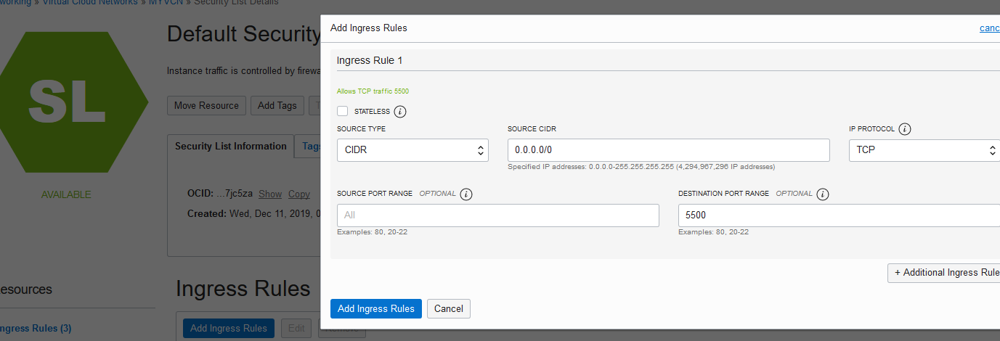 working » Virtual Cloud Networks » MYVCN » Security List Details
Default Security
Instance traffic is controlled by firewa
Move Resource
Add Tags
SL
AVAILABLE
Security List Information
Tags
OCID: ...7jc5za Show Copy
Created: Wed, Dec 11, 2019, 0
esources
ngress Rules (3)
Ingress Rules
Add Ingress Rules
Edit
Remove
Add Ingress Rules
canc
Ingress Rule 1
Allows TCP traffic 5500
STATELESS i
SOURCE TYPE
CIDR
SOURCE CIDR
0.0.0.0/0
Specified IP addresses: 0.0.0.0-255.255.255.255 (4,294,967,296 IP addresses)
IP PROTOCOL i
TCP
SOURCE PORT RANGE OPTIONAL i
All
Examples: 80, 20-22
DESTINATION PORT RANGE OPTIONAL i
5500
Examples: 80, 20-22
+ Additional Ingress Rule
Add Ingress Rules
Cancel